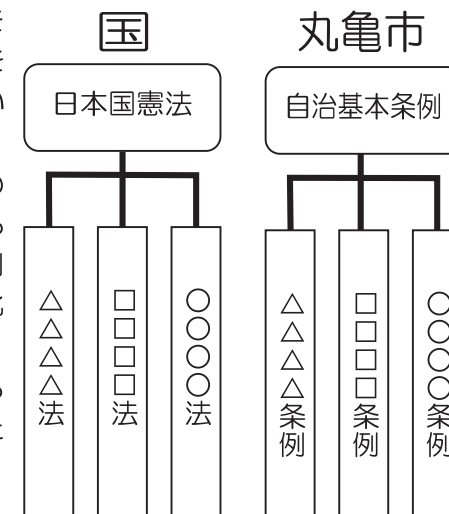 国
日本国憲法
△△△△法
□□□□法
○○○○法
丸亀市
自治基本条例
△△△△条例
□□□□条例
○○○○条例